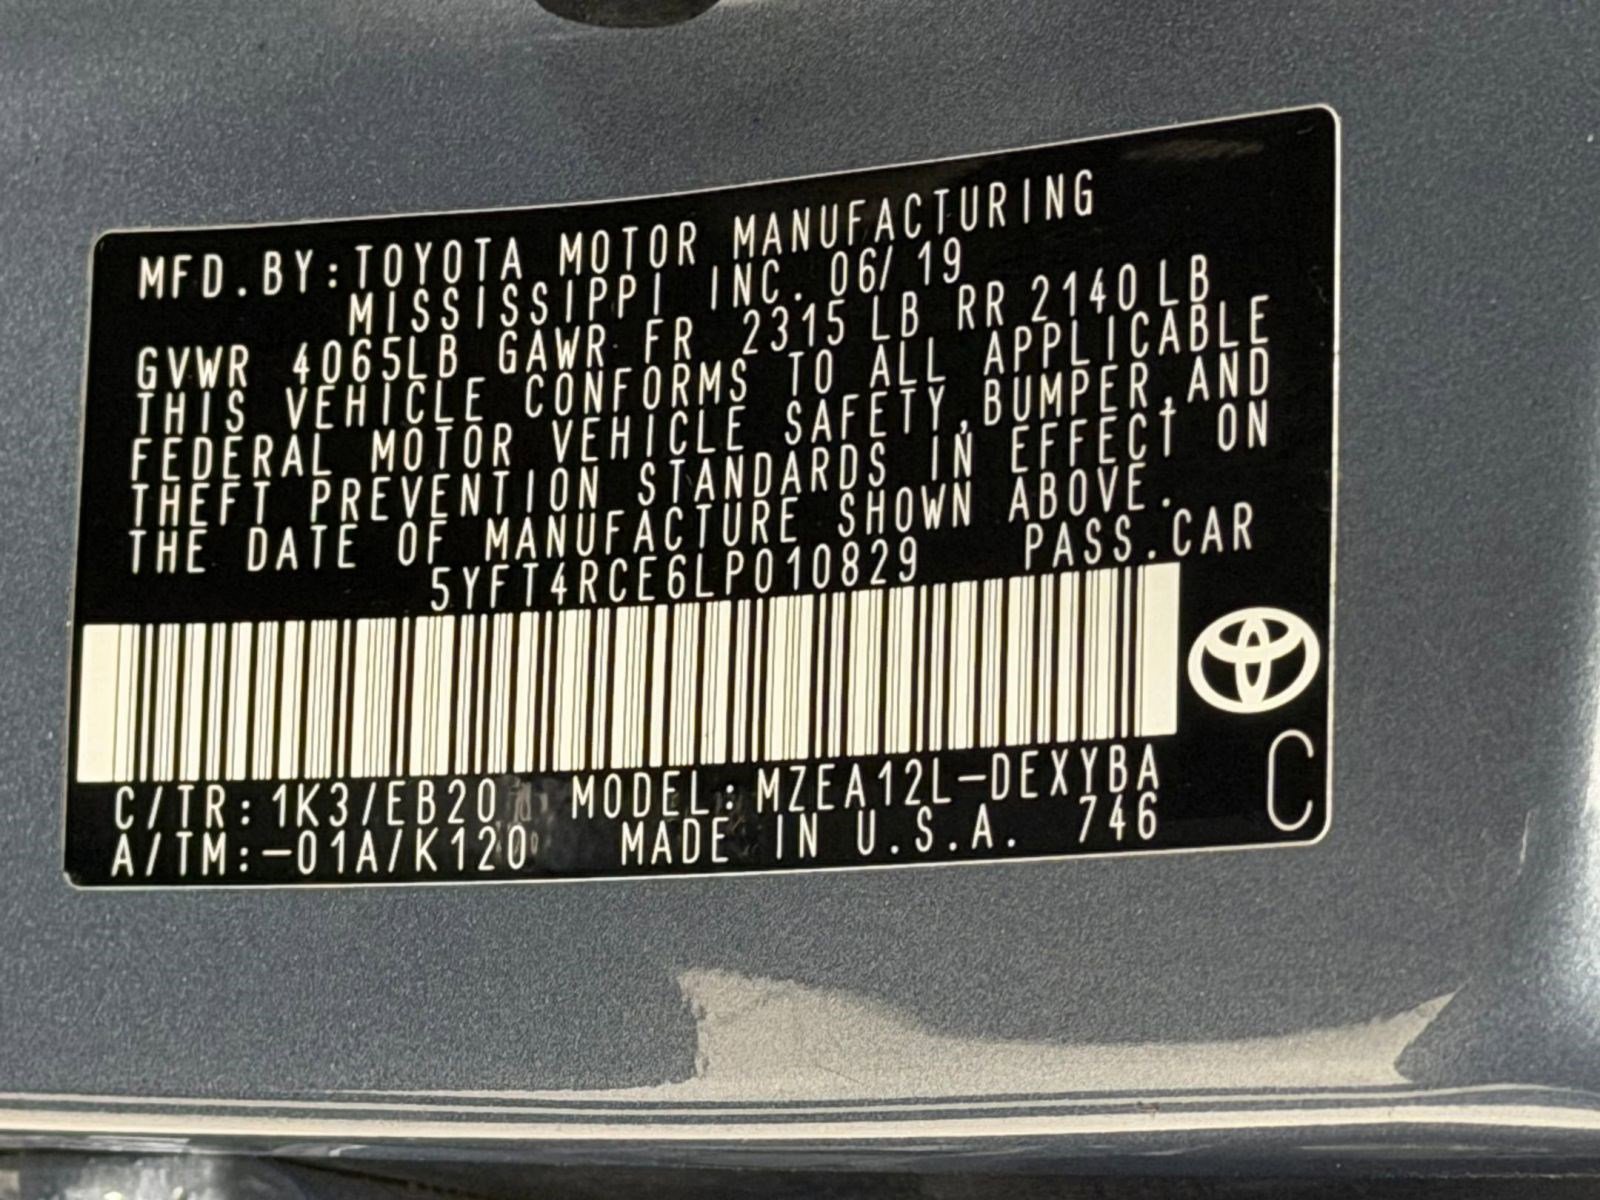 MFD.BY:TOYOTA MOTOR MANUFACTURING
MISSISSIPPI INC. 06/19
GVWR 4065LB GAWR FR 2315 LB RR 2140 LB
THIS VEHICLE CONFORMS TO ALL APPLICABLE
FEDERAL MOTOR VEHICLE SAFETY,BUMPER,AND
THEFT PREVENTION STANDARDS IN EFFECT ON
THE DATE OF MANUFACTURE SHOWN ABOVE.
5YFT4RCE6LP010829 PASS.CAR
C/TR:1K3/EB20 MODEL:MZEA12L-DEXYBA
A/TM:-01A/K120 MADE IN U.S.A. 746
C